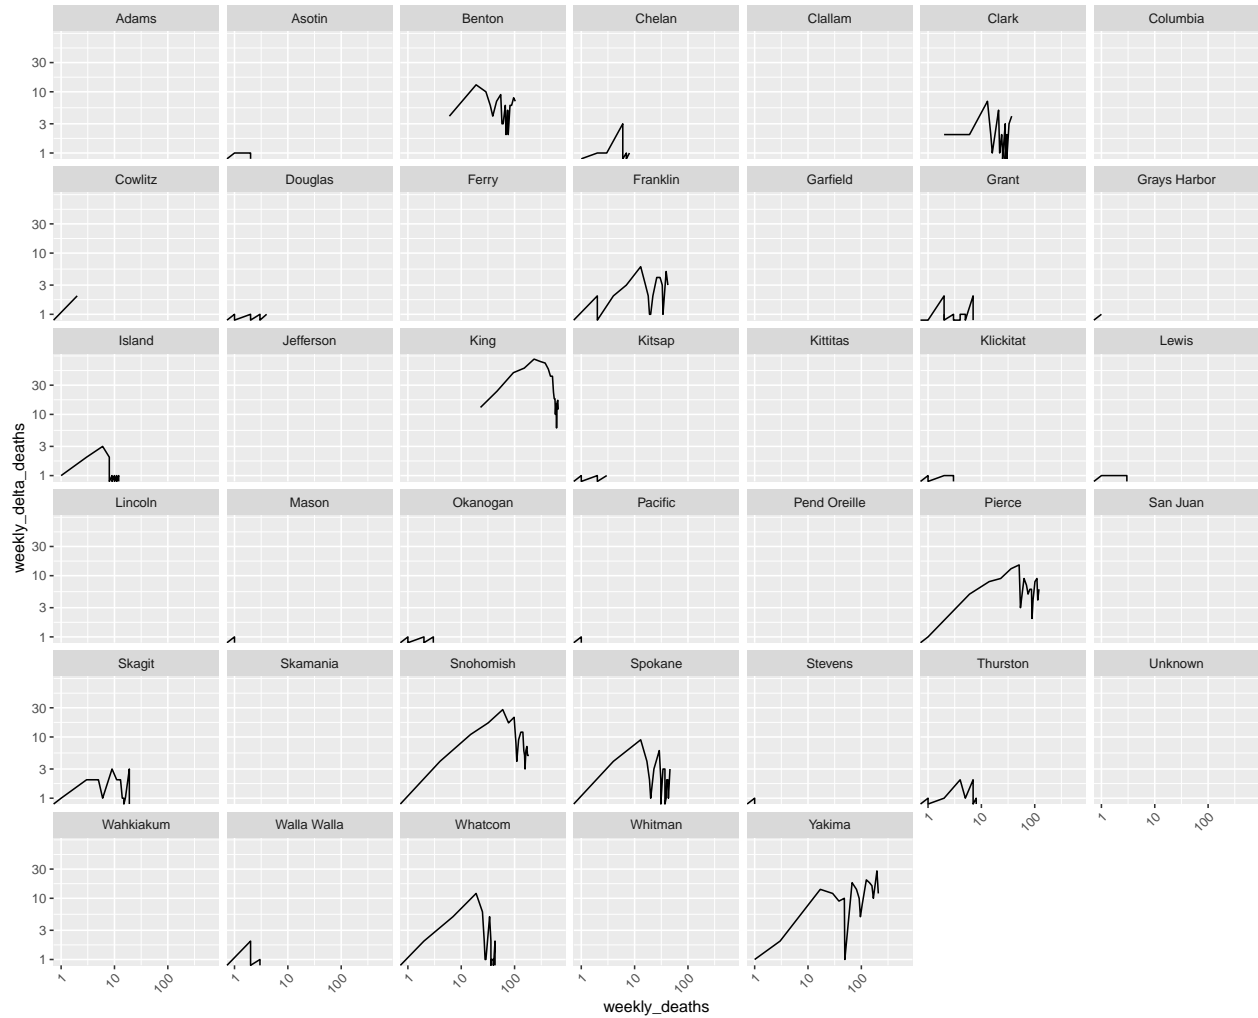 Adams Asotin Benton Chelan Clallam Clark Columbia
30
10
3
1
Cowlitz Douglas Ferry Franklin Garfield Grant Grays Harbor
30
10
3
1
Island Jefferson King Kitsap Kittitas Klickitat Lewis
30
10
3
1
weekly_delta_deaths
Lincoln Mason Okanogan Pacific Pend Oreille Pierce San Juan
30
10
3
1
Skagit Skamania Snohomish Spokane Stevens Thurston Unknown
30
10
3
1
1 10 100 1 10 100
Wahkiakum Walla Walla Whatcom Whitman Yakima
30
10
3
1
1 10 100 1 10 100 1 10 100 1 10 100 1 10 100
weekly_deaths